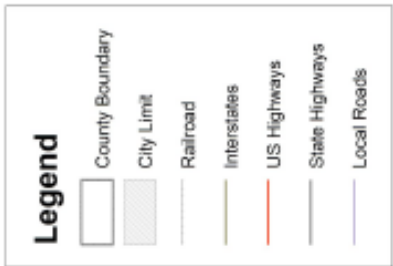 Legend
County Boundary
City Limit
Railroad
Interstates
US Highways
State Highways
Local Roads